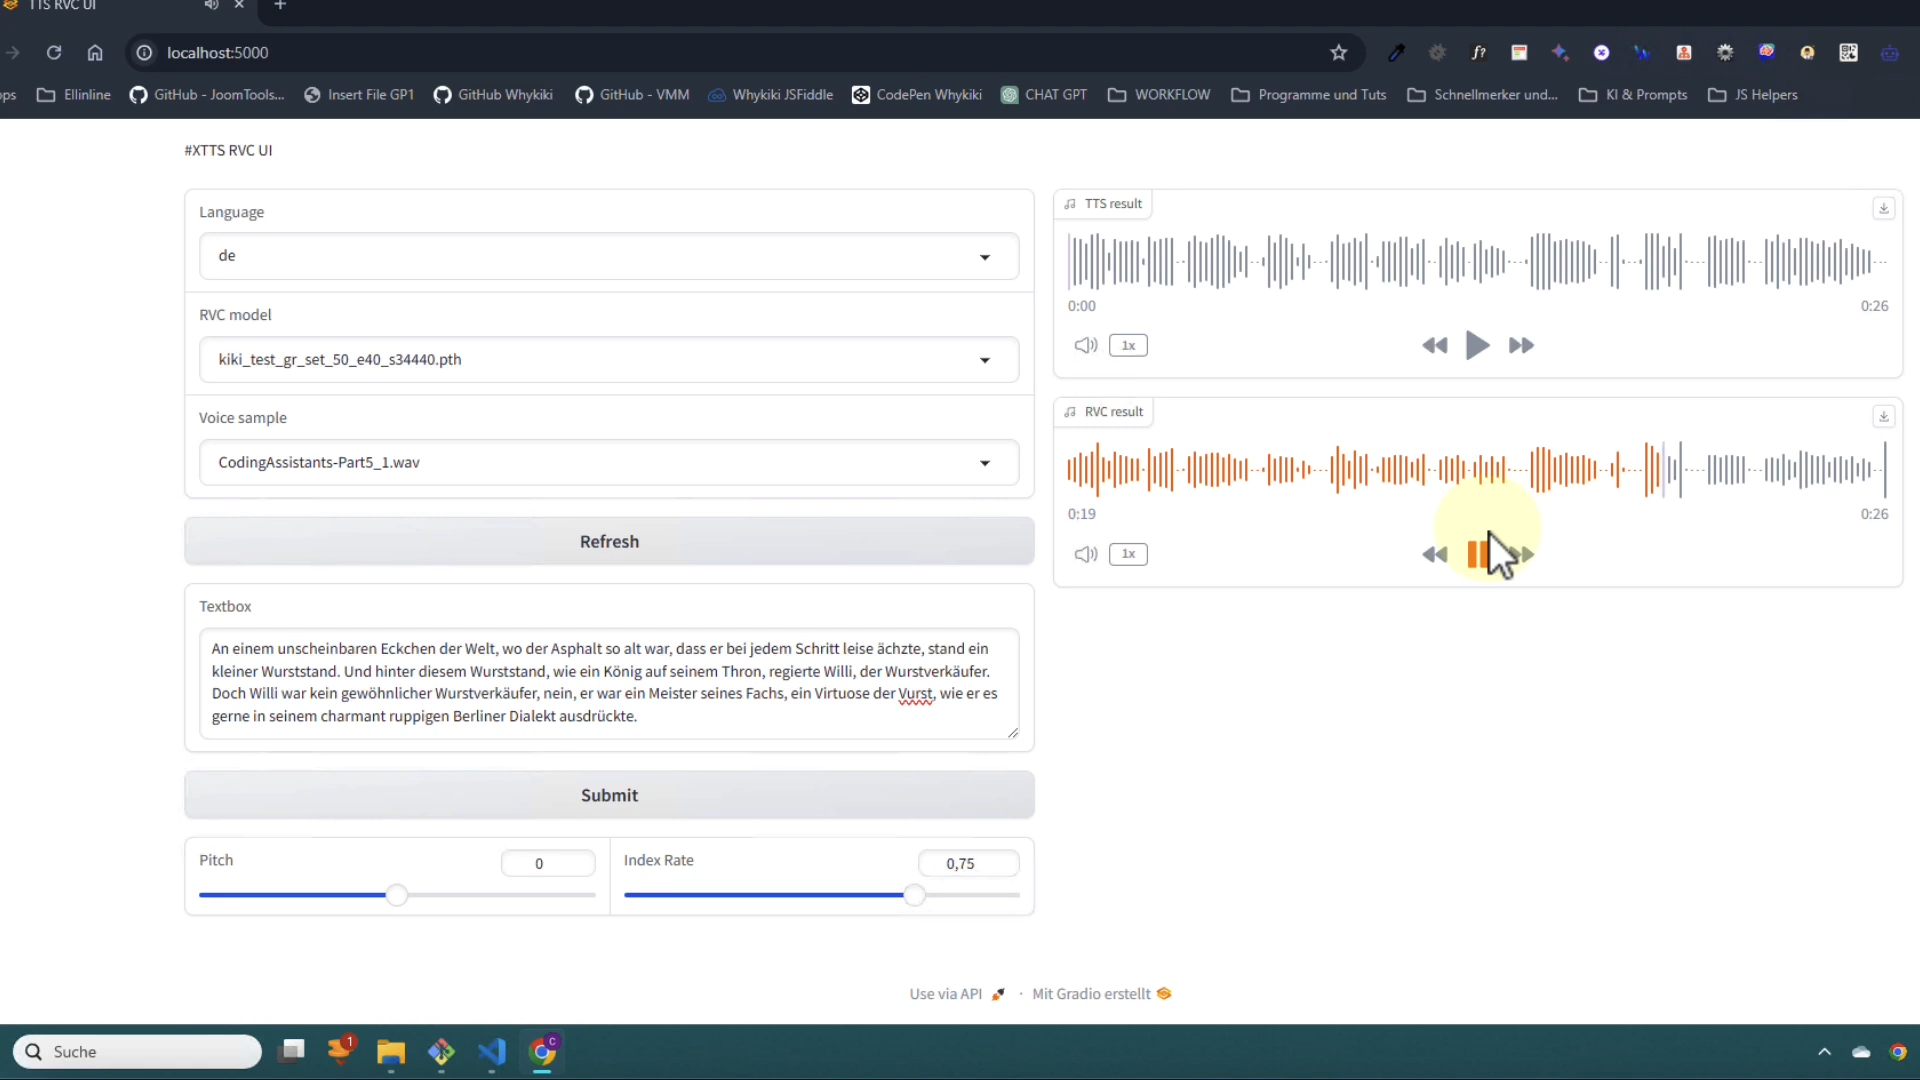 TTS RVC UI
localhost:5000
ops
Ellinline
GitHub - JoomTools...
Insert File GP1
GitHub Whykiki
GitHub - VMM
Whykiki JSFiddle
CodePen Whykiki
CHAT GPT
WORKFLOW
Programme und Tuts
Schnellmerker und...
KI & Prompts
JS Helpers
#XTTS RVC UI
Language
de
RVC model
kiki_test_gr_set_50_e40_s34440.pth
Voice sample
CodingAssistants-Part5_1.wav
Refresh
Textbox
An einem unscheinbaren Eckchen der Welt, wo der Asphalt so alt war, dass er bei jedem Schritt leise ächzte, stand ein
kleiner Wurststand. Und hinter diesem Wurststand, wie ein König auf seinem Thron, regierte Willi, der Wurstverkäufer.
Doch Willi war kein gewöhnlicher Wurstverkäufer, nein, er war ein Meister seines Fachs, ein Virtuose der Vurst, wie er es
gerne in seinem charmant ruppigen Berliner Dialekt ausdrückte.
Submit
Pitch
0
Index Rate
0,75
TTS result
0:00
0:26
1x
RVC result
0:19
0:26
1x
Use via API · Mit Gradio erstellt
Suche
1
C